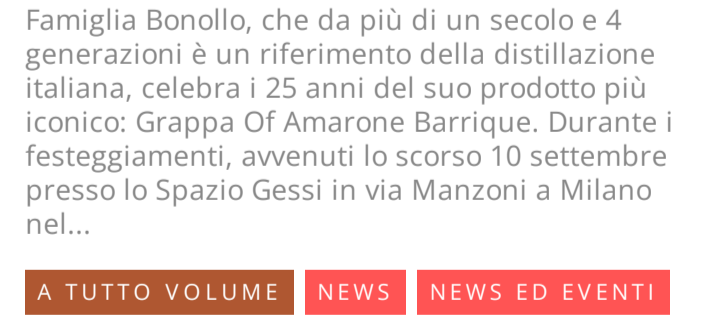 Famiglia Bonollo, che da più di un secolo e 4
generazioni è un riferimento della distillazione
italiana, celebra i 25 anni del suo prodotto più
iconico: Grappa Of Amarone Barrique. Durante i
festeggiamenti, avvenuti lo scorso 10 settembre
presso lo Spazio Gessi in via Manzoni a Milano
nel...
A TUTTO VOLUME NEWS NEWS ED EVENTI